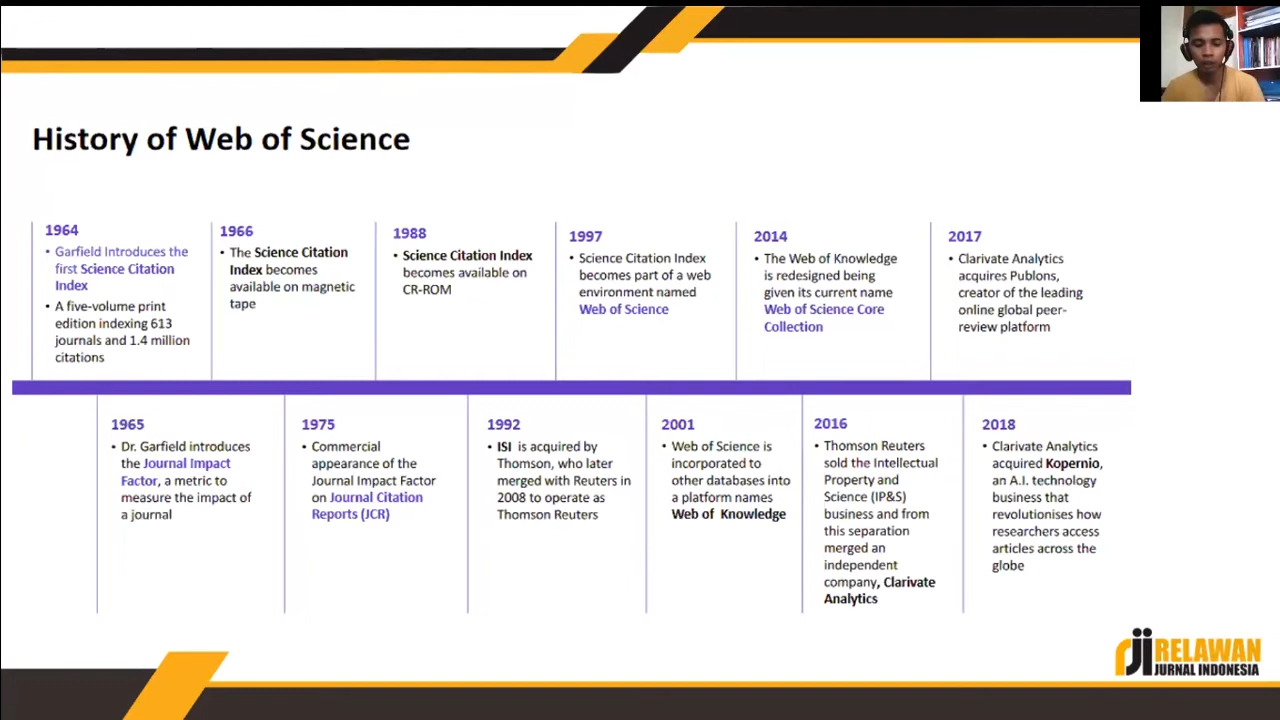 History of Web of Science
1964
• Garfield Introduces the
first Science Citation
Index
• A five-volume print
edition indexing 613
journals and 1.4 million
citations
1966
• The Science Citation
Index becomes
available on magnetic
tape
1988
• Science Citation Index
becomes available on
CR-ROM
1997
• Science Citation Index
becomes part of a web
environment named
Web of Science
2014
• The Web of Knowledge
is redesigned being
given its current name
Web of Science Core
Collection
2017
• Clarivate Analytics
acquires Publons,
creator of the leading
online global peer-
review platform
1965
• Dr. Garfield introduces
the Journal Impact
Factor, a metric to
measure the impact of
a journal
1975
• Commercial
appearance of the
Journal Impact Factor
on Journal Citation
Reports (JCR)
1992
• ISI is acquired by
Thomson, who later
merged with Reuters in
2008 to operate as
Thomson Reuters
2001
• Web of Science is
incorporated to
other databases into
a platform names
Web of Knowledge
2016
• Thomson Reuters
sold the Intellectual
Property and
Science (IP&S)
business and from
this separation
merged an
independent
company, Clarivate
Analytics
2018
• Clarivate Analytics
acquired Kopernio,
an A.I. technology
business that
revolutionises how
researchers access
articles across the
globe
rji RELAWAN
JURNAL INDONESIA